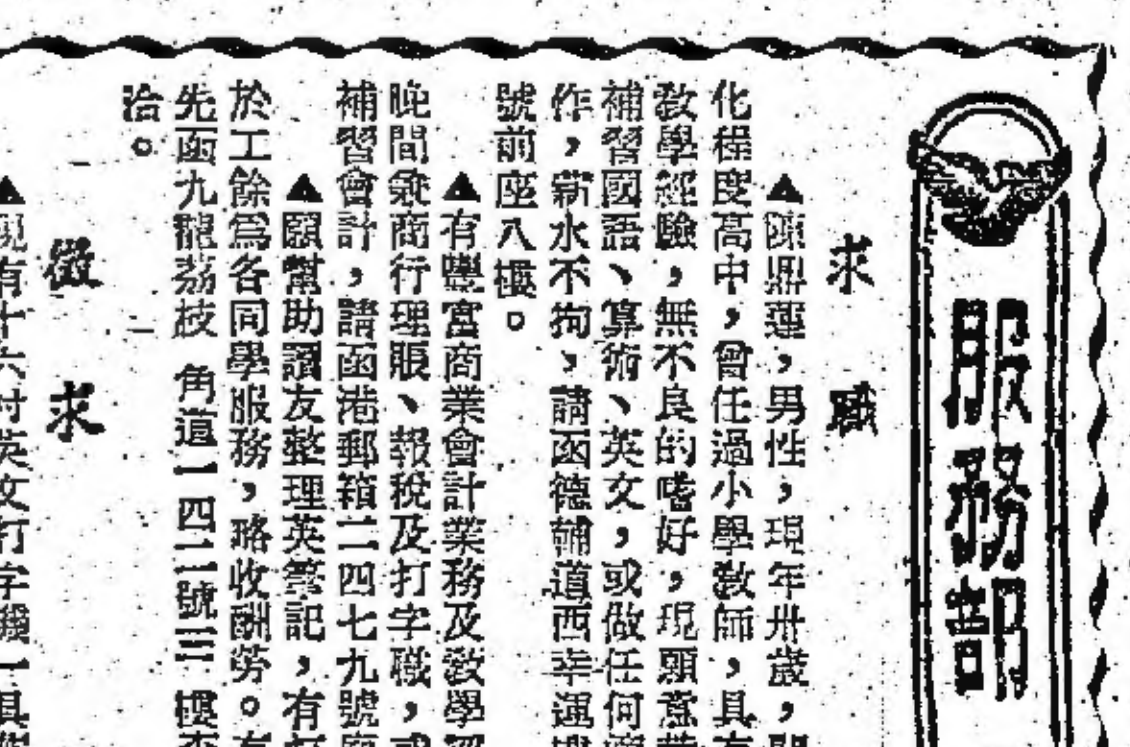 服務部
求職
▲陳鼎蓮,男性,現年卅歲,
化程度高中,曾任過小學教師,具
教學經驗,無不良的嗜好,現願意
補習國語、算術、英文,或做任何
作,薪水不拘,請函德輔道西幸運
號前座八樓。
▲有豐富商業會計業務及教學
晚間兼商行理賬、報稅及打字職,或
補習會計,請函港郵箱二四七九號
▲願幫助讀友整理英筆記,有
於工餘為各同學服務,略收酬勞。
先函九龍荔枝角道一四二號三樓
洽。
徵求
▲現有十六吋英文打字機一具